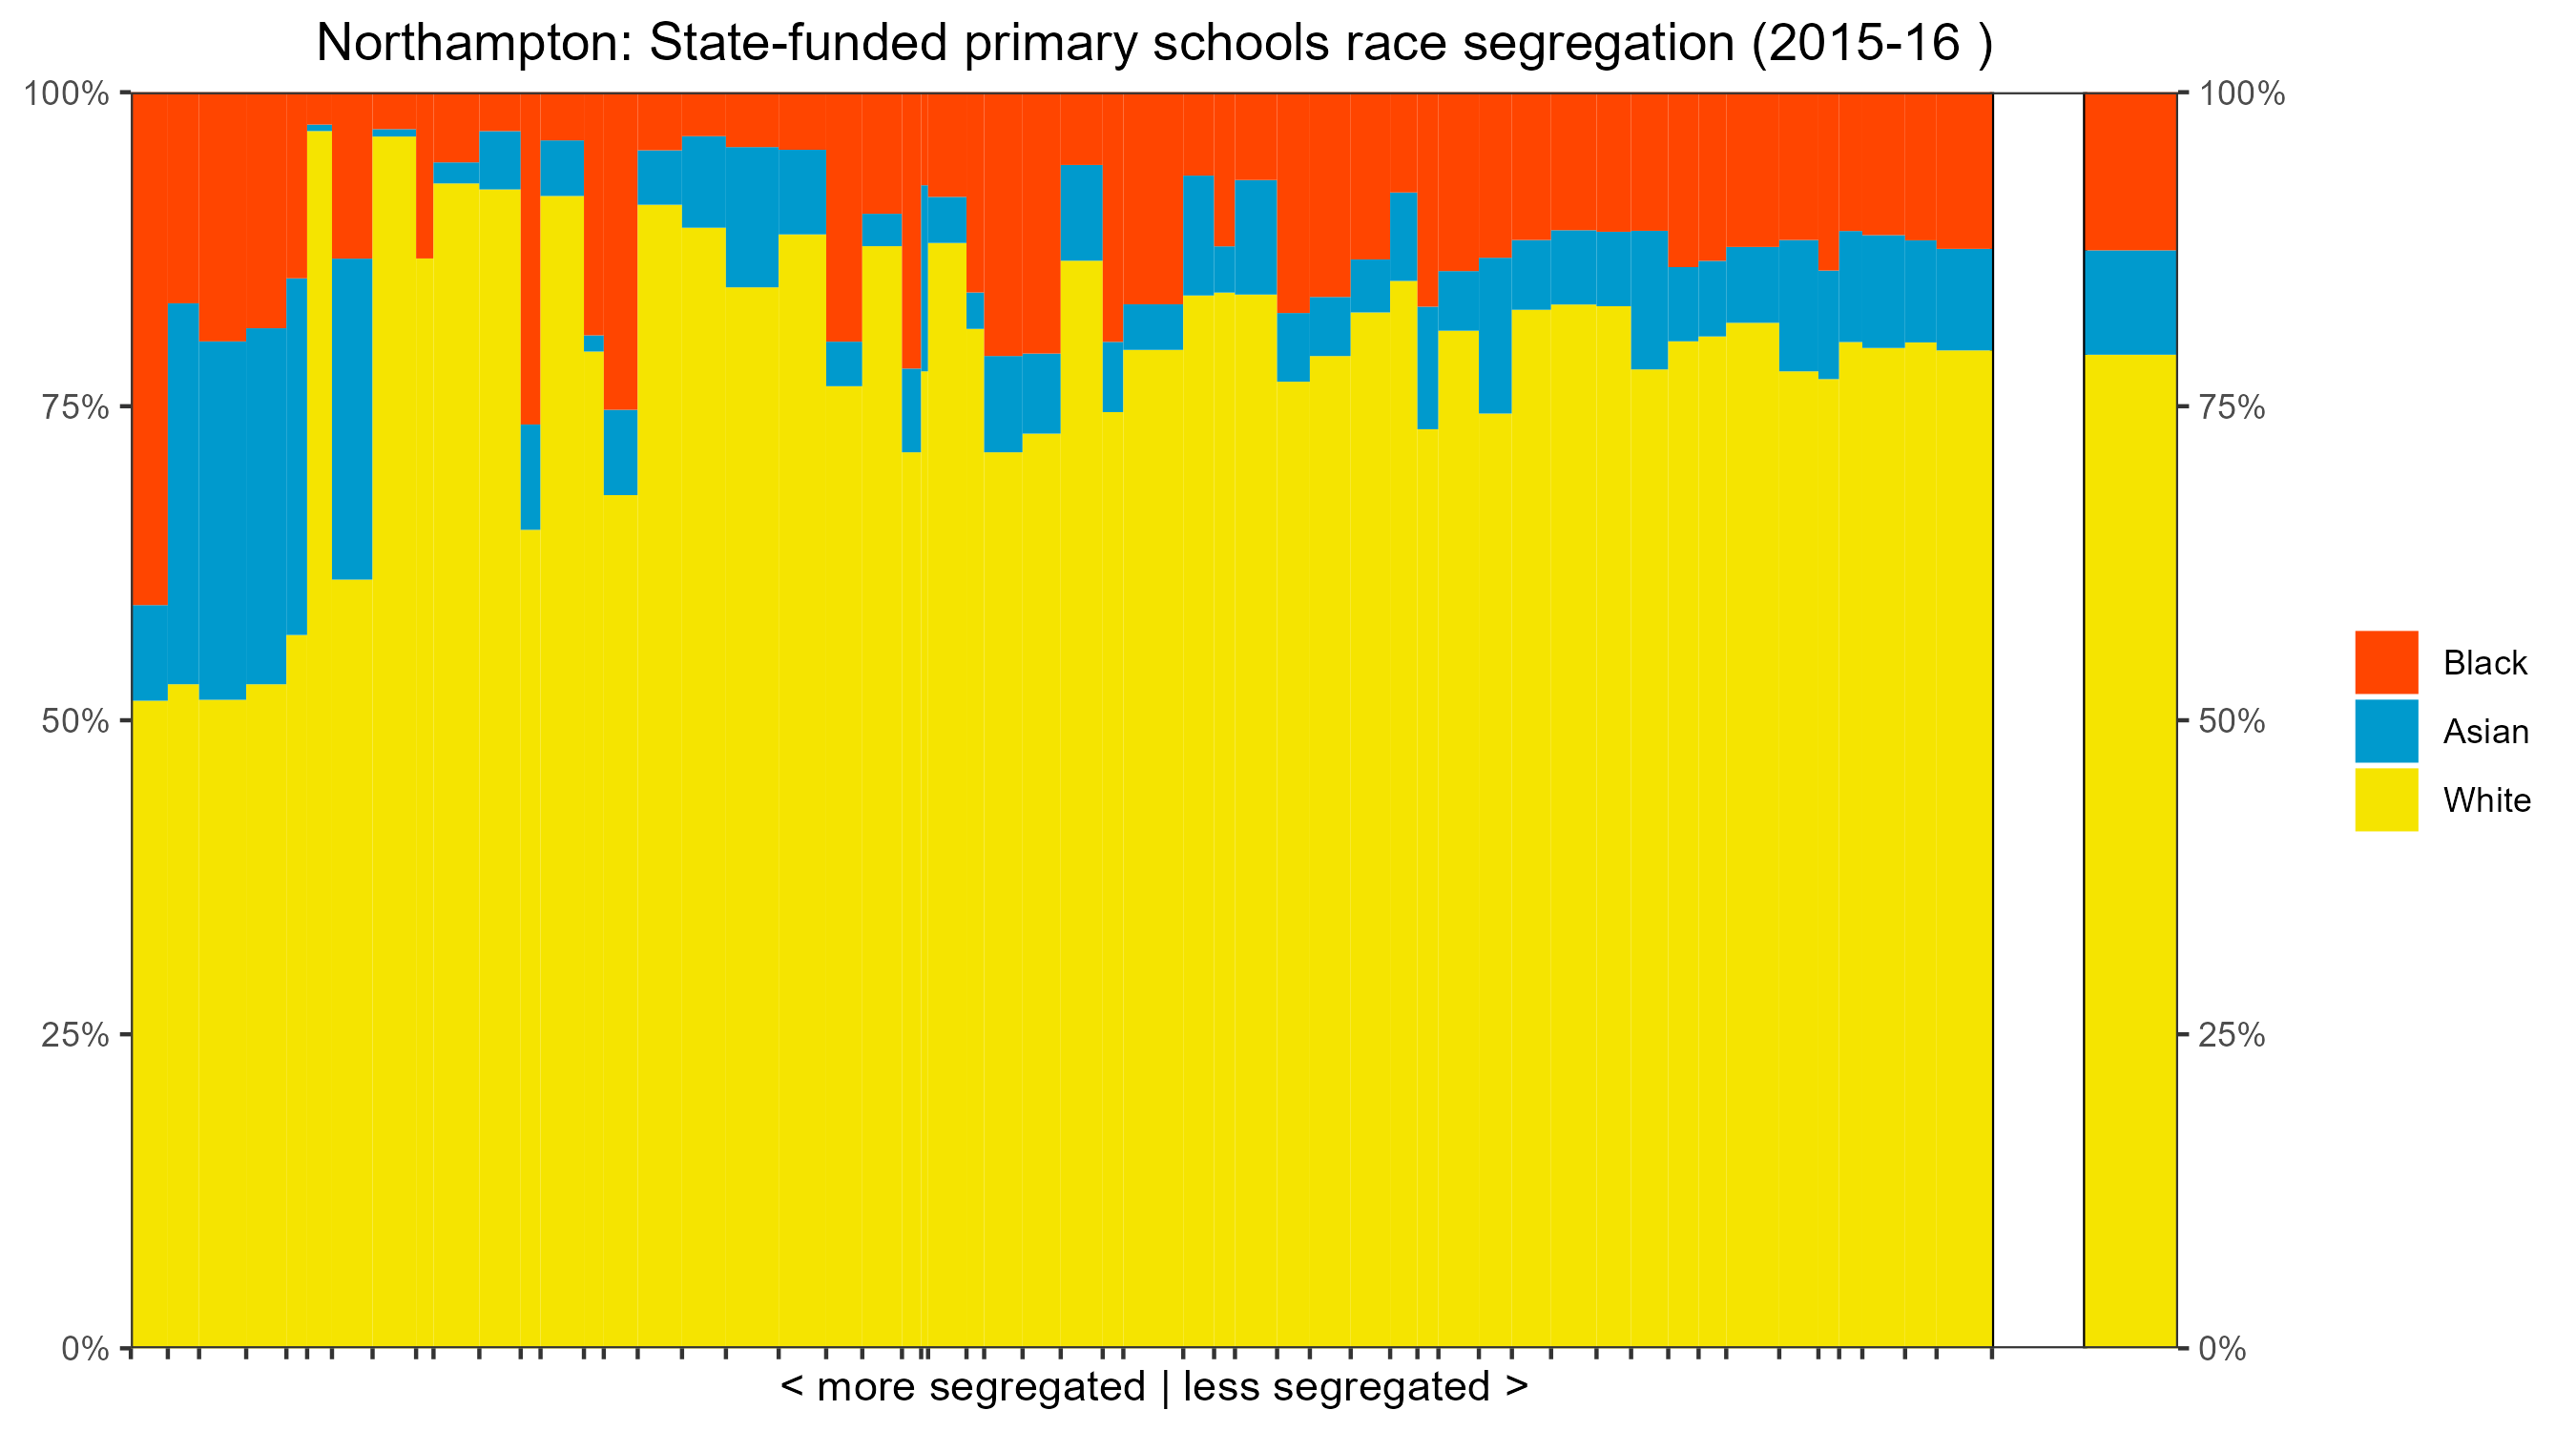 Northampton: State-funded primary schools race segregation (2015-16 )
100%
75%
50%
25%
0%
100%
75%
50%
25%
0%
Black
Asian
White
< more segregated | less segregated >